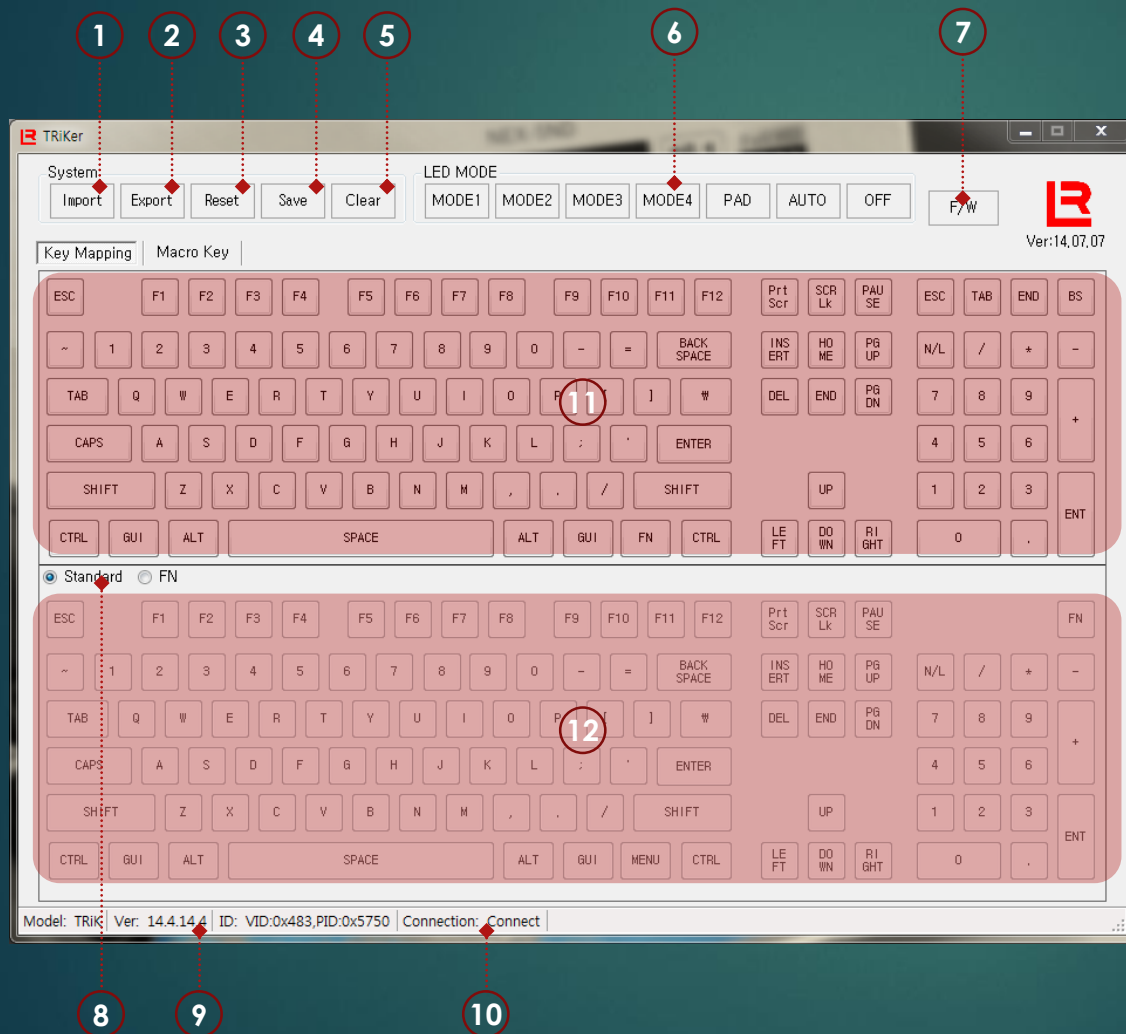 1 2 3 4 5 6 7
TRiKer
System
LED MODE
Import Export Reset Save Clear MODE1 MODE2 MODE3 MODE4 PAD AUTO OFF F/W
Ver:14.07.07
Key Mapping Macro Key
ESC F1 F2 F3 F4 F5 F6 F7 F8 F9 F10 F11 F12 Prt Scr SCR Lk PAU SE ESC TAB END BS
~ 1 2 3 4 5 6 7 8 9 0 - = BACK SPACE INS ERT HO ME PG UP N/L / * -
TAB Q W E R T Y U I O P [ ] ₩ DEL END PG DN 7 8 9 +
11
CAPS A S D F G H J K L ; ' ENTER 4 5 6
SHIFT Z X C V B N M , . / SHIFT UP 1 2 3 ENT
CTRL GUI ALT SPACE ALT GUI FN CTRL LE FT DO WN RI GHT 0 .
Standard FN
ESC F1 F2 F3 F4 F5 F6 F7 F8 F9 F10 F11 F12 Prt Scr SCR Lk PAU SE FN
~ 1 2 3 4 5 6 7 8 9 0 - = BACK SPACE INS ERT HO ME PG UP N/L / * -
TAB Q W E R T Y U I O P [ ] ₩ DEL END PG DN 7 8 9 +
12
CAPS A S D F G H J K L ; ' ENTER 4 5 6
SHIFT Z X C V B N M , . / SHIFT UP 1 2 3 ENT
CTRL GUI ALT SPACE ALT GUI MENU CTRL LE FT DO WN RI GHT 0 .
Model: TRiK Ver: 14.4.14.4 ID: VID:0x483,PID:0x5750 Connection: Connect
8 9 10